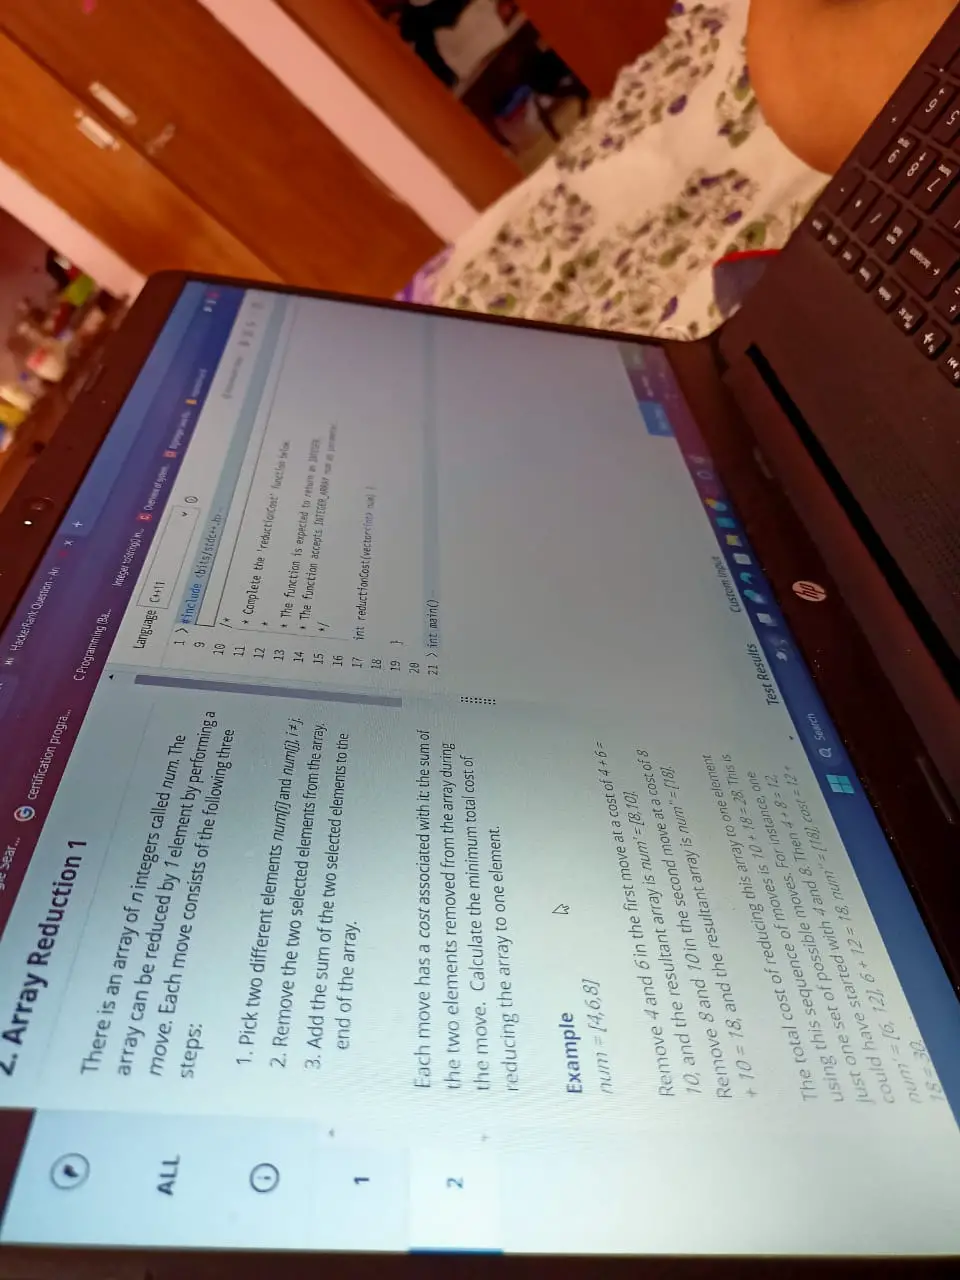 HackerRank Question - An
x +
certification progra...
C Programming (Ba...
Integer tostring() m...
Overview of system...
2. Array Reduction 1
There is an array of n integers called num. The
array can be reduced by 1 element by performing a
move. Each move consists of the following three
steps:
1. Pick two different elements num[i] and num[j], i≠j.
2. Remove the two selected elements from the array.
3. Add the sum of the two selected elements to the
end of the array.
Each move has a cost associated with it: the sum of
the two elements removed from the array during
the move. Calculate the minimum total cost of
reducing the array to one element.
Example
num = [4,6,8]
Remove 4 and 6 in the first move at a cost of 4 + 6 =
10, and the resultant array is num' = [8,10].
Remove 8 and 10 in the second move at a cost of 8
+ 10 = 18, and the resultant array is num'' = [18].
The total cost of reducing this array to one element
using this sequence of moves is 10 + 18 = 28. This is
just one set of possible moves. For instance, one
could have started with 4 and 8. Then 4 + 8 = 12,
num' = [6, 12], 6 + 12 = 18, num'' = [18], cost = 12 +
18 = 30.
ALL
1
2
Language C++11
1 > #include <bits/stdc++.h>
9
10 /*
11 * Complete the 'reductionCost' function below.
12 *
13 * The function is expected to return an INTEGER.
14 * The function accepts INTEGER_ARRAY num as parameter.
15 */
16
17 int reductionCost(vector<int> num) {
18
19 }
20
21 > int main()
Test Results
Custom Input
Search
hp
backspace
7
8
9
5
6